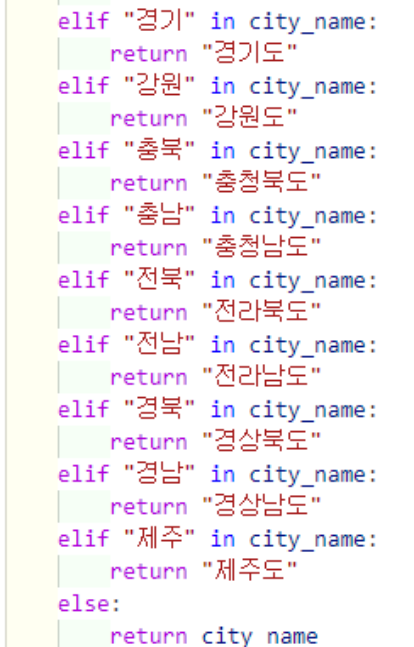 elif "경기" in city_name:
return "경기도"
elif "강원" in city_name:
return "강원도"
elif "충북" in city_name:
return "충청북도"
elif "충남" in city_name:
return "충청남도"
elif "전북" in city_name:
return "전라북도"
elif "전남" in city_name:
return "전라남도"
elif "경북" in city_name:
return "경상북도"
elif "경남" in city_name:
return "경상남도"
elif "제주" in city_name:
return "제주도"
else:
return city_name